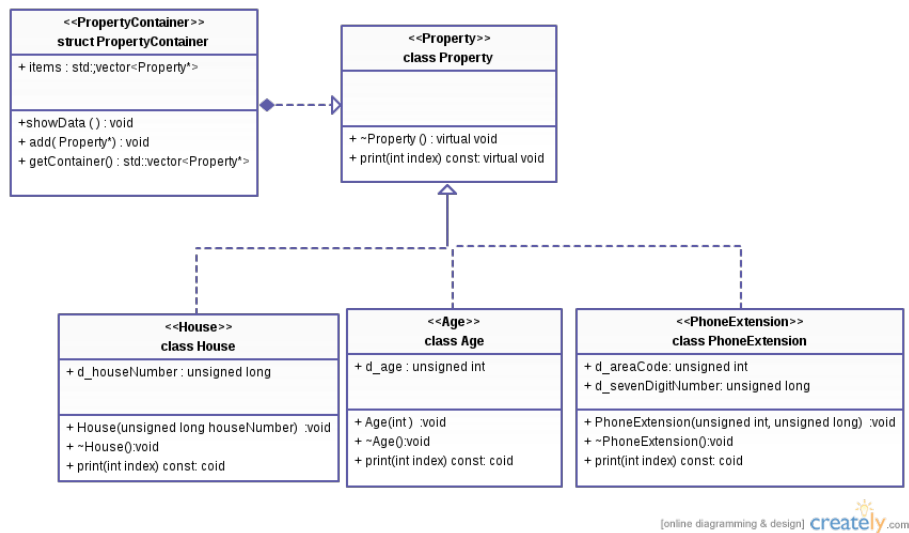 <<PropertyContainer>>
struct PropertyContainer
+ items : std:;vector<Property*>
+showData ( ) : void
+ add( Property*) : void
+ getContainer() : std::vector<Property*>
<<Property>>
class Property
+ ~Property () : virtual void
+ print(int index) const: virtual void
<<House>>
class House
+ d_houseNumber : unsigned long
+ House(unsigned long houseNumber) :void
+ ~House():void
+ print(int index) const: coid
<<Age>>
class Age
+ d_age : unsigned int
+ Age(int ) :void
+ ~Age():void
+ print(int index) const: coid
<<PhoneExtension>>
class PhoneExtension
+ d_areaCode: unsigned int
+ d_sevenDigitNumber: unsigned long
+ PhoneExtension(unsigned int, unsigned long) :void
+ ~PhoneExtension():void
+ print(int index) const: coid
[online diagramming & design] creately.com